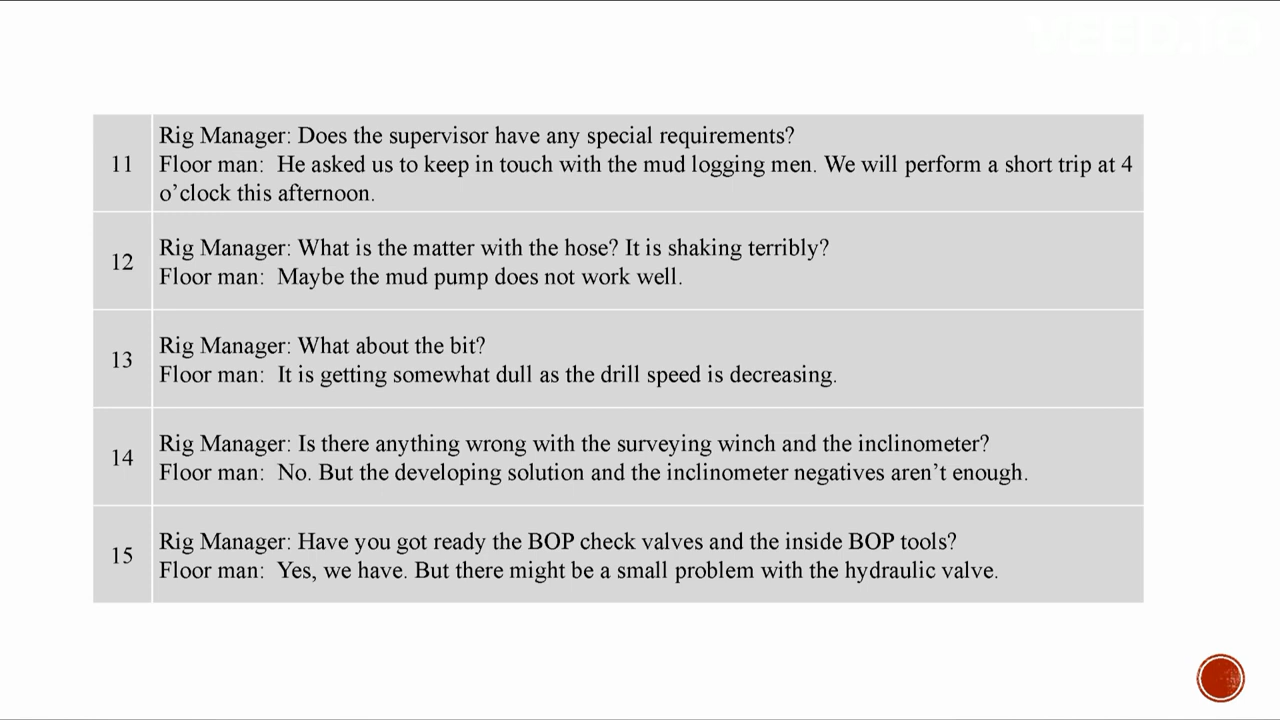 11
Rig Manager: Does the supervisor have any special requirements?
Floor man:  He asked us to keep in touch with the mud logging men. We will perform a short trip at 4
o’clock this afternoon.
12
Rig Manager: What is the matter with the hose? It is shaking terribly?
Floor man:  Maybe the mud pump does not work well.
13
Rig Manager: What about the bit?
Floor man:  It is getting somewhat dull as the drill speed is decreasing.
14
Rig Manager: Is there anything wrong with the surveying winch and the inclinometer?
Floor man:  No. But the developing solution and the inclinometer negatives aren’t enough.
15
Rig Manager: Have you got ready the BOP check valves and the inside BOP tools?
Floor man:  Yes, we have. But there might be a small problem with the hydraulic valve.